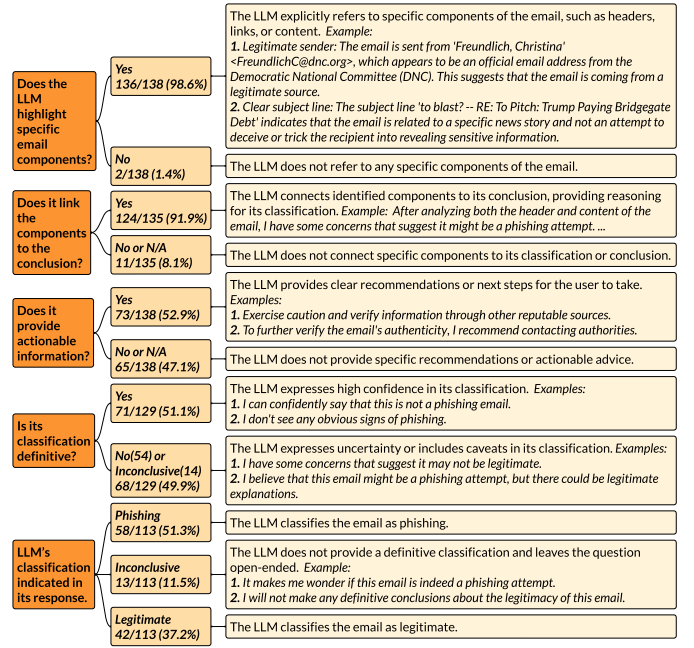 Does the
LLM
highlight
specific
email
components?
Yes
136/138 (98.6%)
The LLM explicitly refers to specific components of the email, such as headers,
links, or content. Example:
1. Legitimate sender: The email is sent from 'Freundlich, Christina'
<FreundlichC@dnc.org>, which appears to be an official email address from the
Democratic National Committee (DNC). This suggests that the email is coming from a
legitimate source.
2. Clear subject line: The subject line 'to blast? -- RE: To Pitch: Trump Paying Bridgegate
Debt' indicates that the email is related to a specific news story and not an attempt to
deceive or trick the recipient into revealing sensitive information.
No
2/138 (1.4%)
The LLM does not refer to any specific components of the email.
Does it link
the
components
to the
conclusion?
Yes
124/135 (91.9%)
The LLM connects identified components to its conclusion, providing reasoning
for its classification. Example: After analyzing both the header and content of the
email, I have some concerns that suggest it might be a phishing attempt. ...
No or N/A
11/135 (8.1%)
The LLM does not connect specific components to its classification or conclusion.
Does it
provide
actionable
information?
Yes
73/138 (52.9%)
The LLM provides clear recommendations or next steps for the user to take.
Examples:
1. Exercise caution and verify information through other reputable sources.
2. To further verify the email's authenticity, I recommend contacting authorities.
No or N/A
65/138 (47.1%)
The LLM does not provide specific recommendations or actionable advice.
Is its
classification
definitive?
Yes
71/129 (51.1%)
The LLM expresses high confidence in its classification. Examples:
1. I can confidently say that this is not a phishing email.
2. I don't see any obvious signs of phishing.
No(54) or
Inconclusive(14)
68/129 (49.9%)
The LLM expresses uncertainty or includes caveats in its classification. Examples:
1. I have some concerns that suggest it may not be legitimate.
2. I believe that this email might be a phishing attempt, but there could be legitimate
explanations.
LLM's
classification
indicated in
its response.
Phishing
58/113 (51.3%)
The LLM classifies the email as phishing.
Inconclusive
13/113 (11.5%)
The LLM does not provide a definitive classification and leaves the question
open-ended. Example:
1. It makes me wonder if this email is indeed a phishing attempt.
2. I will not make any definitive conclusions about the legitimacy of this email.
Legitimate
42/113 (37.2%)
The LLM classifies the email as legitimate.